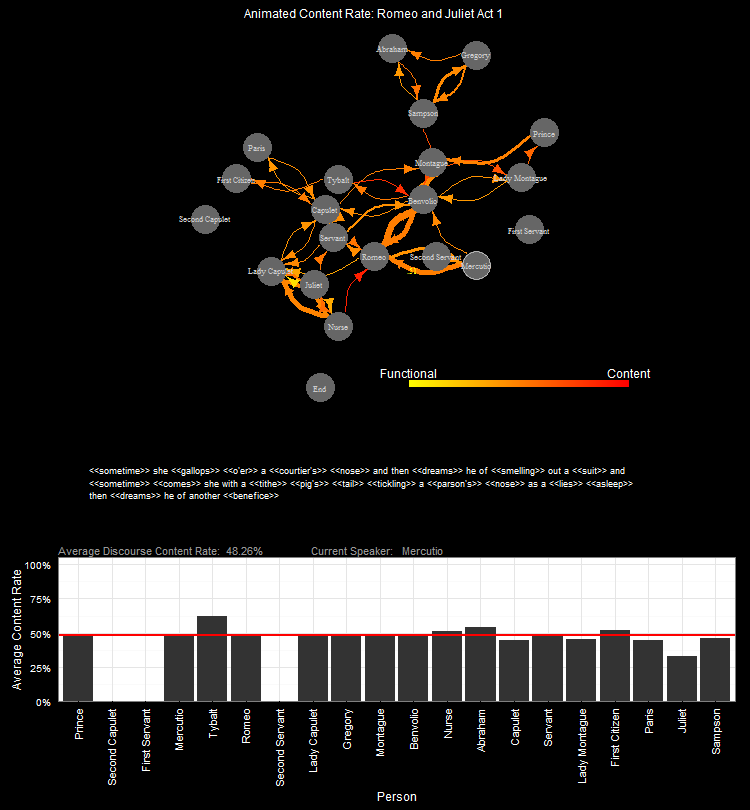 Animated Content Rate: Romeo and Juliet Act 1
Abraham
Gregory
Sampson
Prince
Paris
Montague
First Citizen
Tybalt
Lady Montague
Benvolio
Capulet
Second Capulet
First Servant
Servant
Romeo
Second Servant
Mercutio
.51
Lady Capulet
Juliet
Nurse
End
Functional
Content
<<sometime>> she <<gallops>> <<o'er>> a <<courtier's>> <<nose>> and then <<dreams>> he of <<smelling>> out a <<suit>> and
<<sometime>> <<comes>> she with a <<tithe>> <<pig's>> <<tail>> <<tickling>> a <<parson's>> <<nose>> as a <<lies>> <<asleep>>
then <<dreams>> he of another <<benefice>>
Average Discourse Content Rate: 48.26% Current Speaker: Mercutio
Average Content Rate
100%
75%
50%
25%
0%
Prince
Second Capulet
First Servant
Mercutio
Tybalt
Romeo
Second Servant
Lady Capulet
Gregory
Montague
Benvolio
Nurse
Abraham
Capulet
Servant
Lady Montague
First Citizen
Paris
Juliet
Sampson
Person